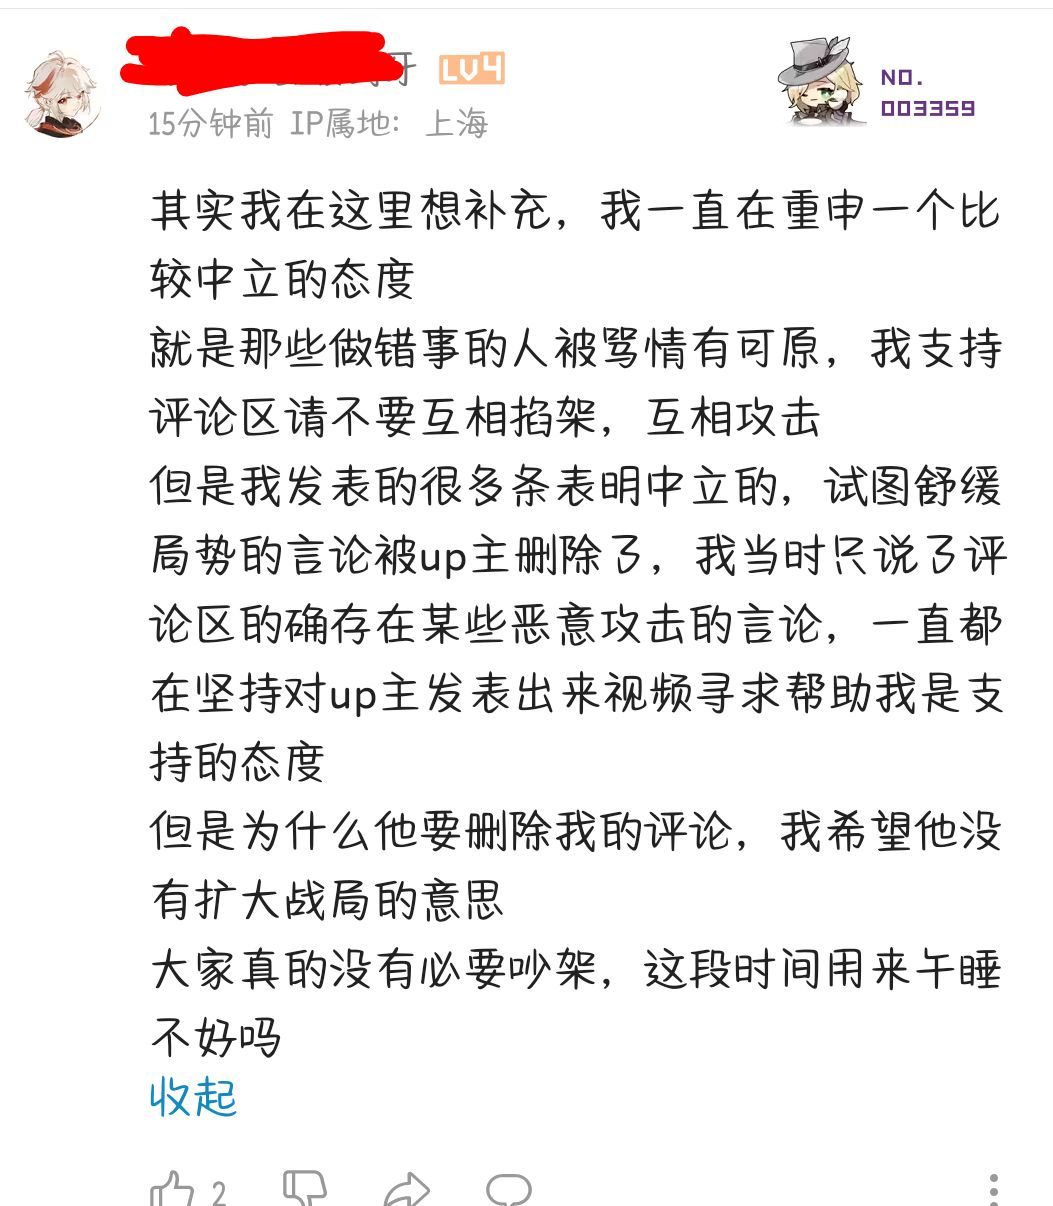 LV4
NO.
003359
15分钟前 IP属地：上海
其实我在这里想补充，我一直在重申一个比
较中立的态度
就是那些做错事的人被骂情有可原，我支持
评论区请不要互相掐架，互相攻击
但是我发表的很多条表明中立的，试图舒缓
局势的言论被up主删除了，我当时只说了评
论区的确存在某些恶意攻击的言论，一直都
在坚持对up主发表出来视频寻求帮助我是支
持的态度
但是为什么他要删除我的评论，我希望他没
有扩大战局的意思
大家真的没有必要吵架，这段时间用来午睡
不好吗
收起
2